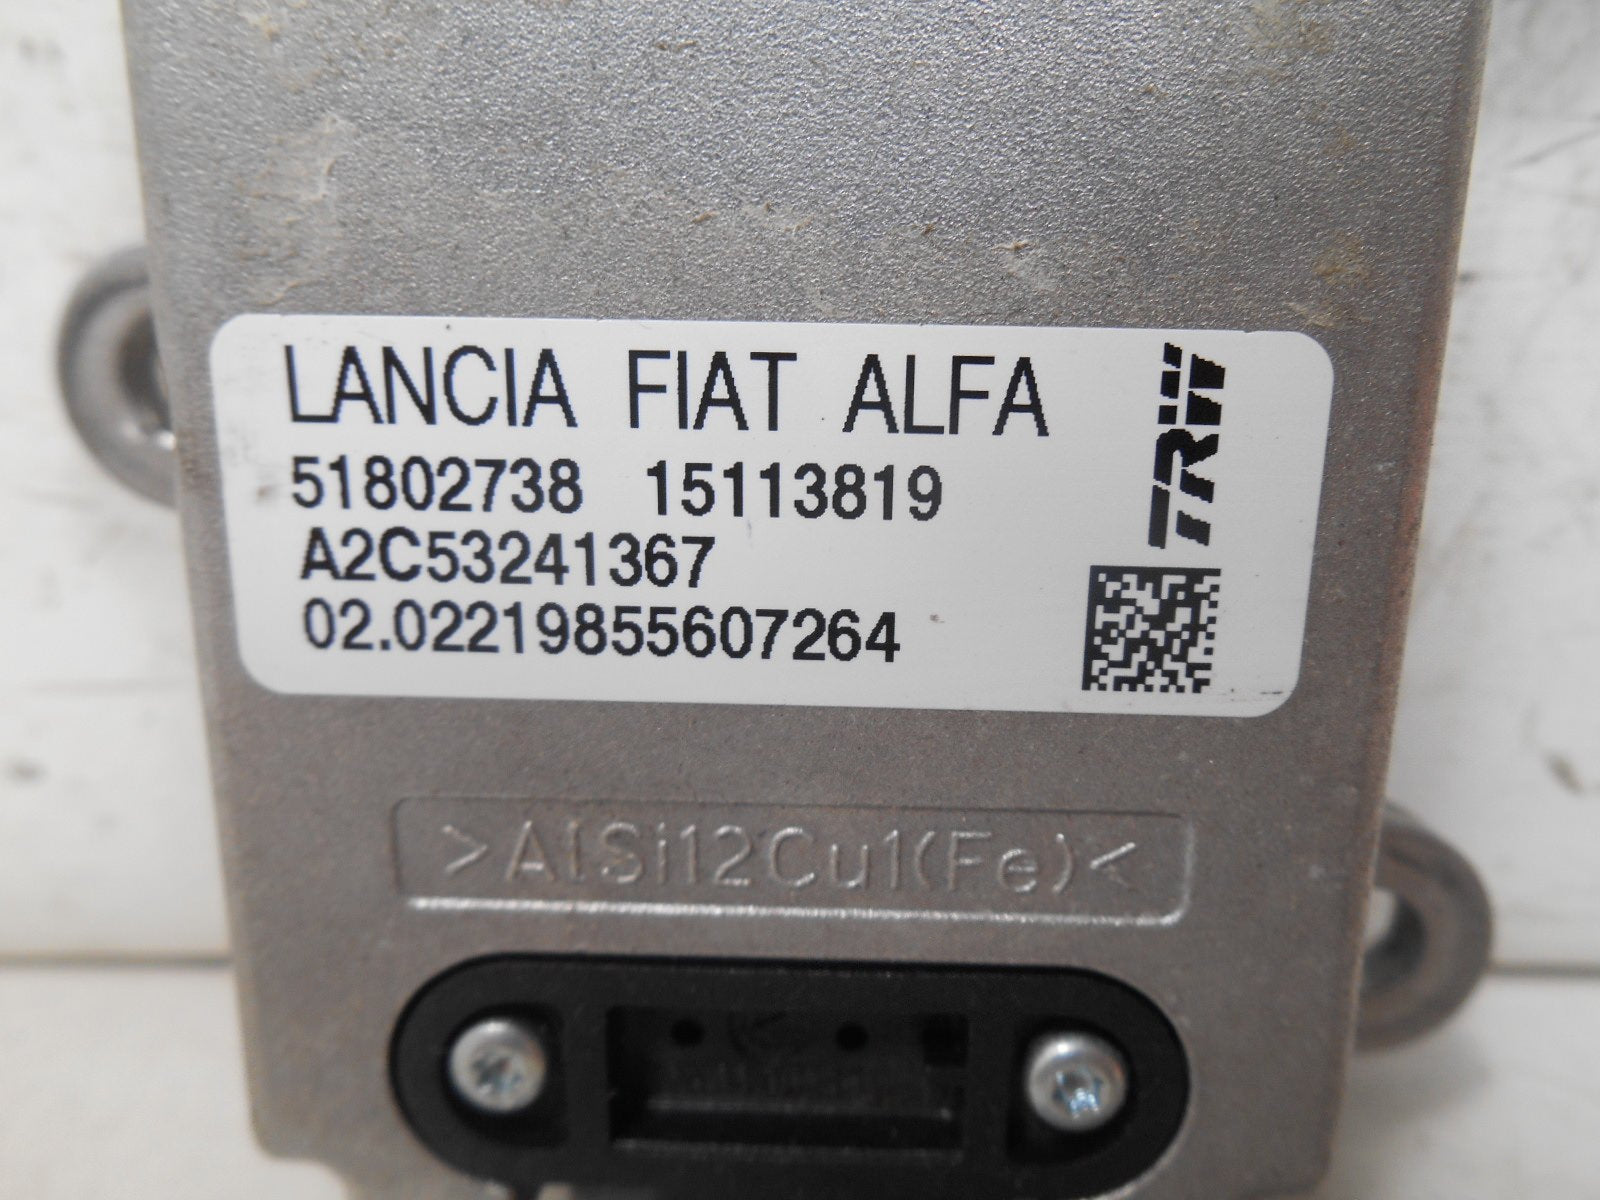 LANCIA FIAT ALFA
51802738 15113819
A2C53241367
02.02219855607264
TRW
>AlSi12Cu1(Fe)<